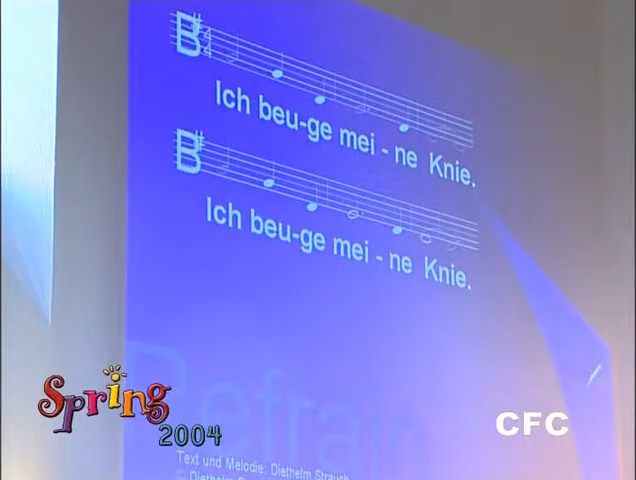 Ich beu-ge mei - ne Knie.
Ich beu-ge mei - ne Knie.
Refrain
Text und Melodie: Diethelm Strauch
© Diethelm
Spring
2004
CFC